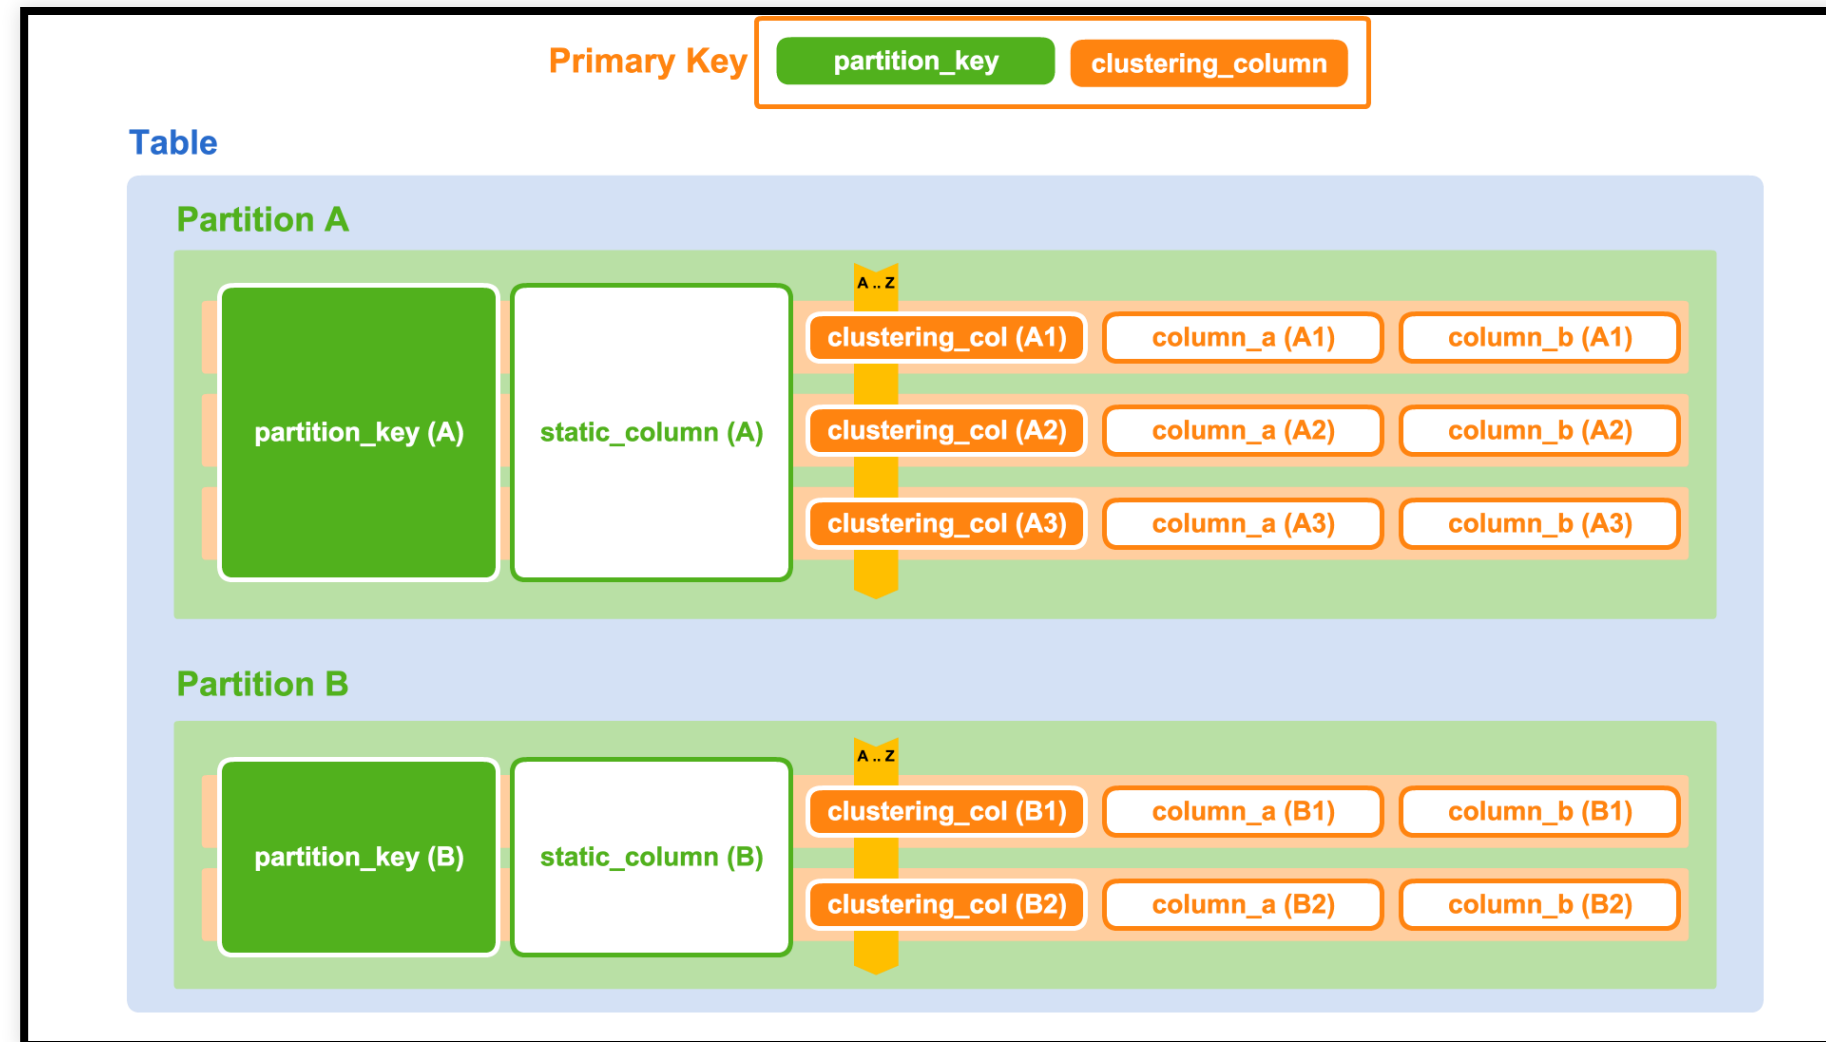 Primary Key partition_key clustering_column
Table
Partition A
A .. Z
clustering_col (A1) column_a (A1) column_b (A1)
partition_key (A) static_column (A) clustering_col (A2) column_a (A2) column_b (A2)
clustering_col (A3) column_a (A3) column_b (A3)
Partition B
A .. Z
clustering_col (B1) column_a (B1) column_b (B1)
partition_key (B) static_column (B)
clustering_col (B2) column_a (B2) column_b (B2)